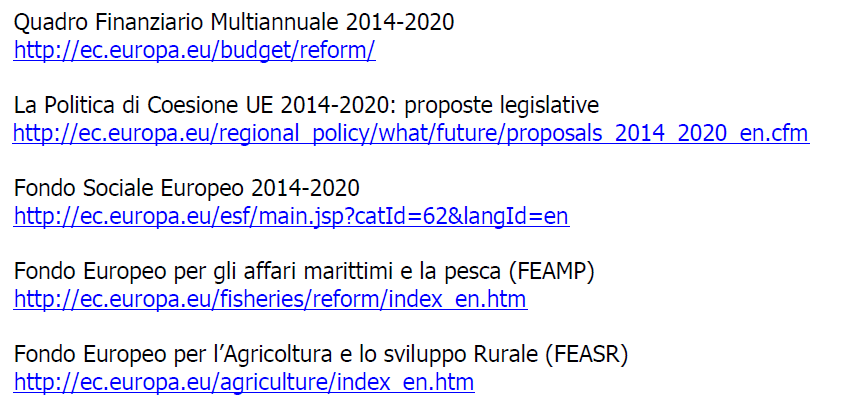 Quadro Finanziario Multiannuale 2014-2020
http://ec.europa.eu/budget/reform/
La Politica di Coesione UE 2014-2020: proposte legislative
http://ec.europa.eu/regional_policy/what/future/proposals_2014_2020_en.cfm
Fondo Sociale Europeo 2014-2020
http://ec.europa.eu/esf/main.jsp?catId=62&langId=en
Fondo Europeo per gli affari marittimi e la pesca (FEAMP)
http://ec.europa.eu/fisheries/reform/index_en.htm
Fondo Europeo per l’Agricoltura e lo sviluppo Rurale (FEASR)
http://ec.europa.eu/agriculture/index_en.htm